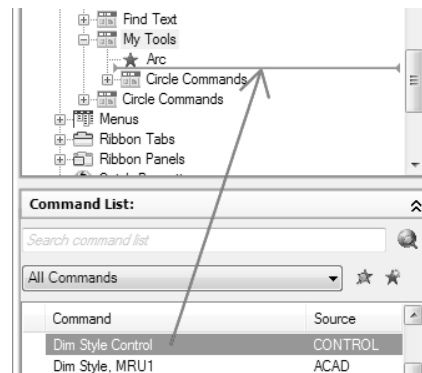 Find Text
My Tools
Arc
Circle Commands
Circle Commands
Menus
Ribbon Tabs
Ribbon Panels
Command List:
Search command list
All Commands
Command Source
Dim Style Control CONTROL
Dim Style, MRU1 ACAD